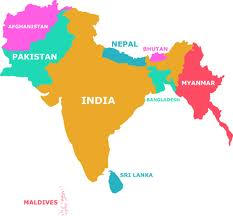 AFGHANISTAN
PAKISTAN
NEPAL
BHUTAN
INDIA
BANGLADESH
MYANMAR
SRI LANKA
MALDIVES